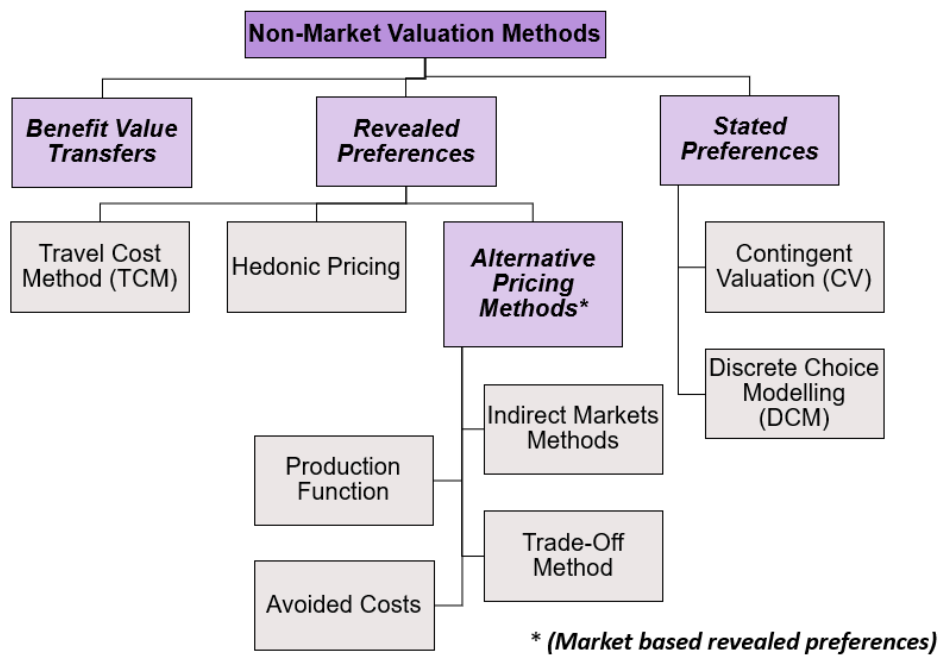 Non-Market Valuation Methods
Benefit Value
Transfers
Revealed
Preferences
Stated
Preferences
Travel Cost
Method (TCM)
Hedonic Pricing
Alternative
Pricing
Methods*
Contingent
Valuation (CV)
Discrete Choice
Modelling
(DCM)
Indirect Markets
Methods
Production
Function
Trade-Off
Method
Avoided Costs
* (Market based revealed preferences)